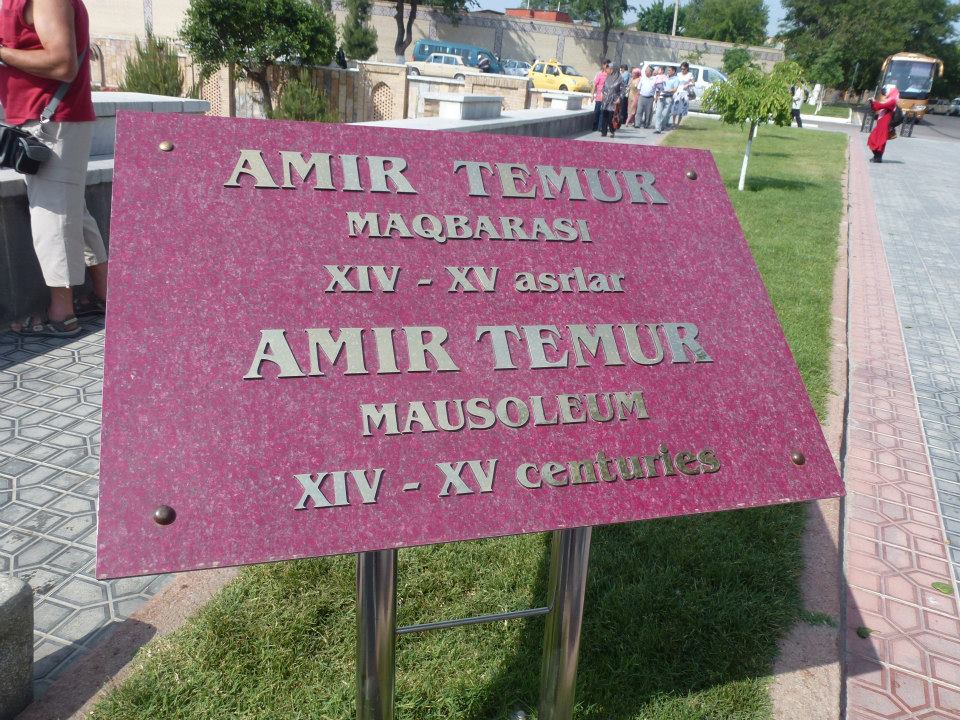 AMIR TEMUR
MAQBARASI
XIV - XV asrlar
AMIR TEMUR
MAUSOLEUM
XIV - XV centuries